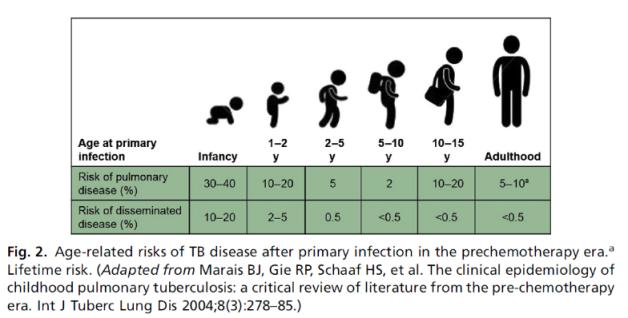 Age at primary infection Infancy 1–2 y 2–5 y 5–10 y 10–15 y Adulthood
Risk of pulmonary disease (%) 30–40 10–20 5 2 10–20 5–10ª
Risk of disseminated disease (%) 10–20 2–5 0.5 <0.5 <0.5 <0.5
Fig. 2. Age-related risks of TB disease after primary infection in the prechemotherapy era.ª
Lifetime risk. (Adapted from Marais BJ, Gie RP, Schaaf HS, et al. The clinical epidemiology of
childhood pulmonary tuberculosis: a critical review of literature from the pre-chemotherapy
era. Int J Tuberc Lung Dis 2004;8(3):278–85.)